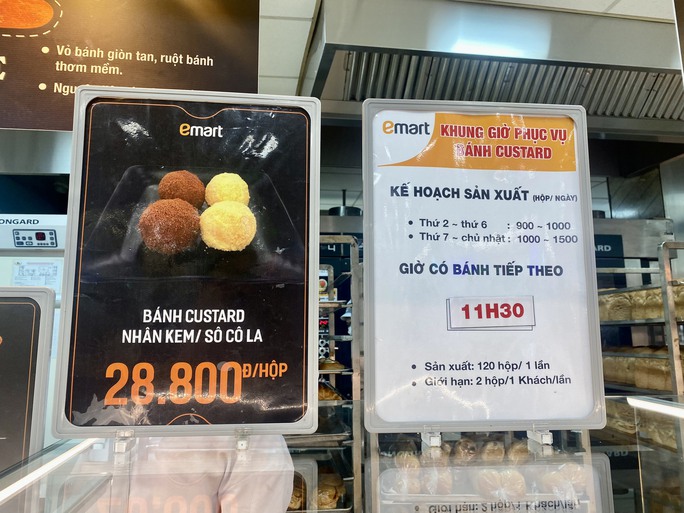 • Vỏ bánh giòn tan, ruột bánh
thơm mềm.
emart
BÁNH CUSTARD
NHÂN KEM/ SÔ CÔ LA
28.800 Đ/HỘP
emart KHUNG GIỜ PHỤC VỤ
BÁNH CUSTARD
KẾ HOẠCH SẢN XUẤT (HỘP/ NGÀY)
• Thứ 2 ~ thứ 6 : 900 ~ 1000
• Thứ 7 ~ chủ nhật : 1000 ~ 1500
GIỜ CÓ BÁNH TIẾP THEO
11H30
• Sản xuất: 120 hộp/ 1 lần
• Giới hạn: 2 hộp/1 Khách/lần